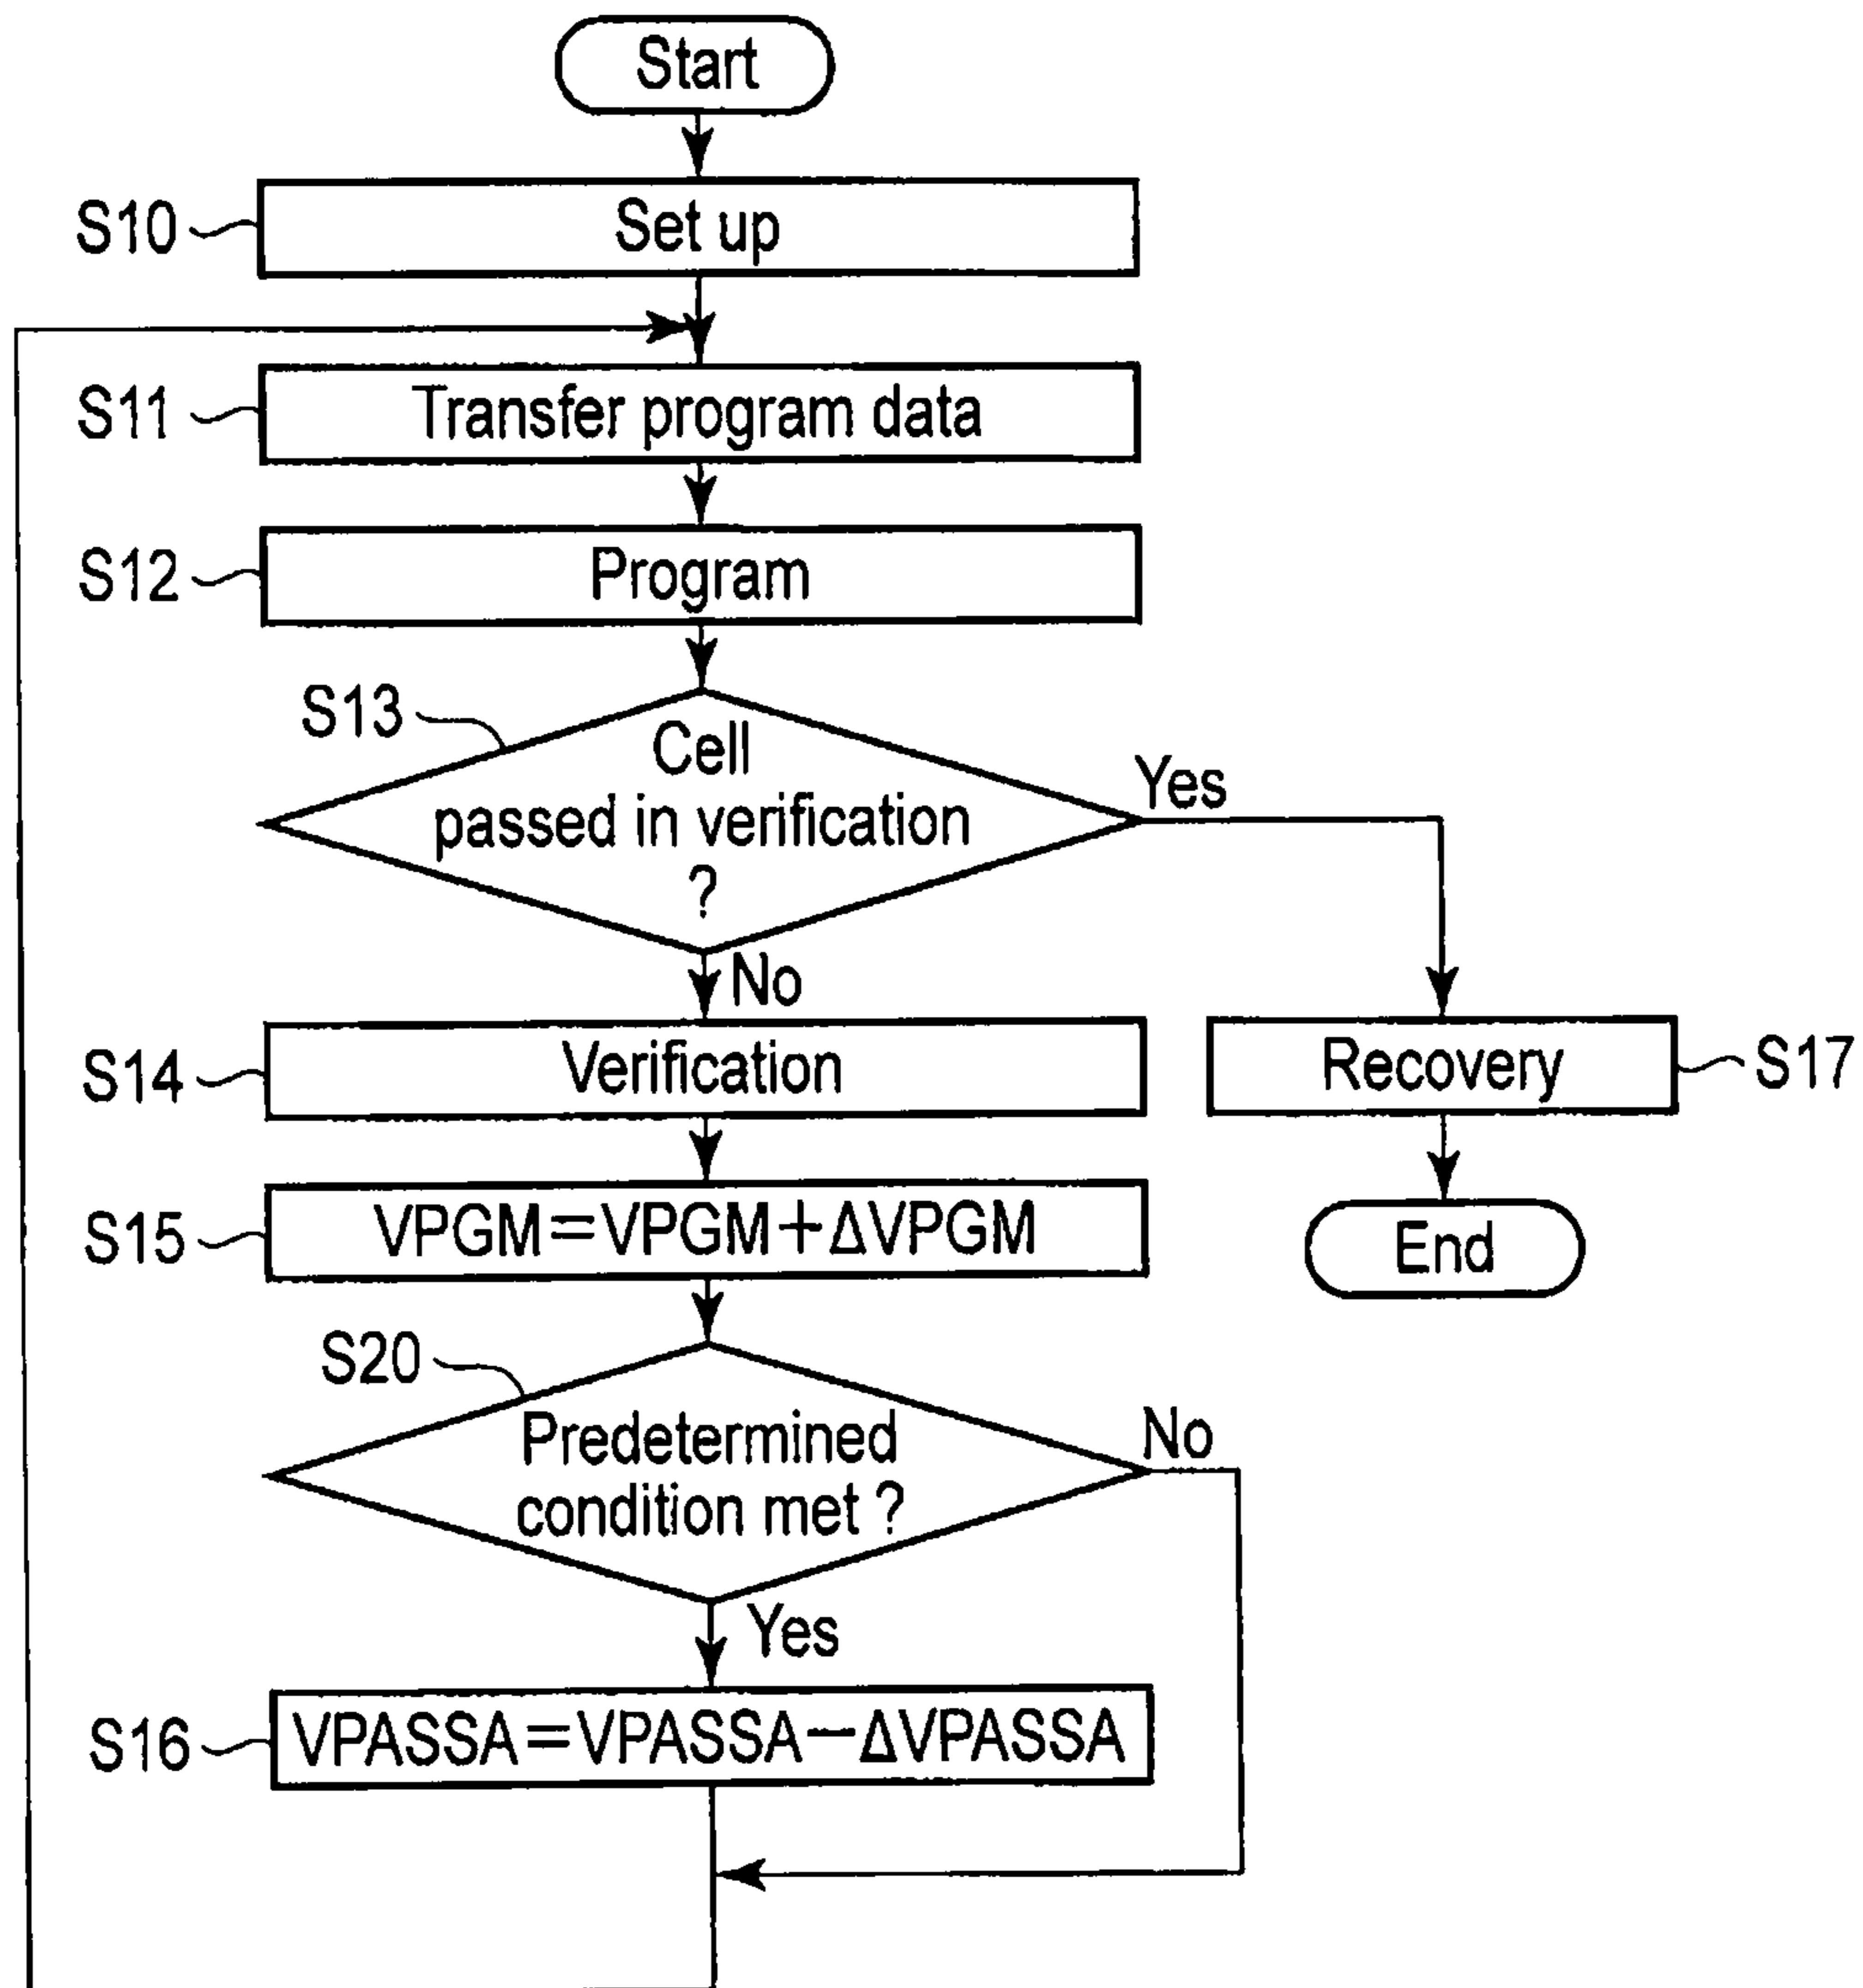 Start
S10
Set up
S11
Transfer program data
S12
Program
S13
Cell
passed in verification
?
Yes
No
S14
Verification
Recovery
S17
S15
VPGM=VPGM+ΔVPGM
End
S20
Predetermined
condition met ?
No
Yes
S16
VPASSA=VPASSA−ΔVPASSA